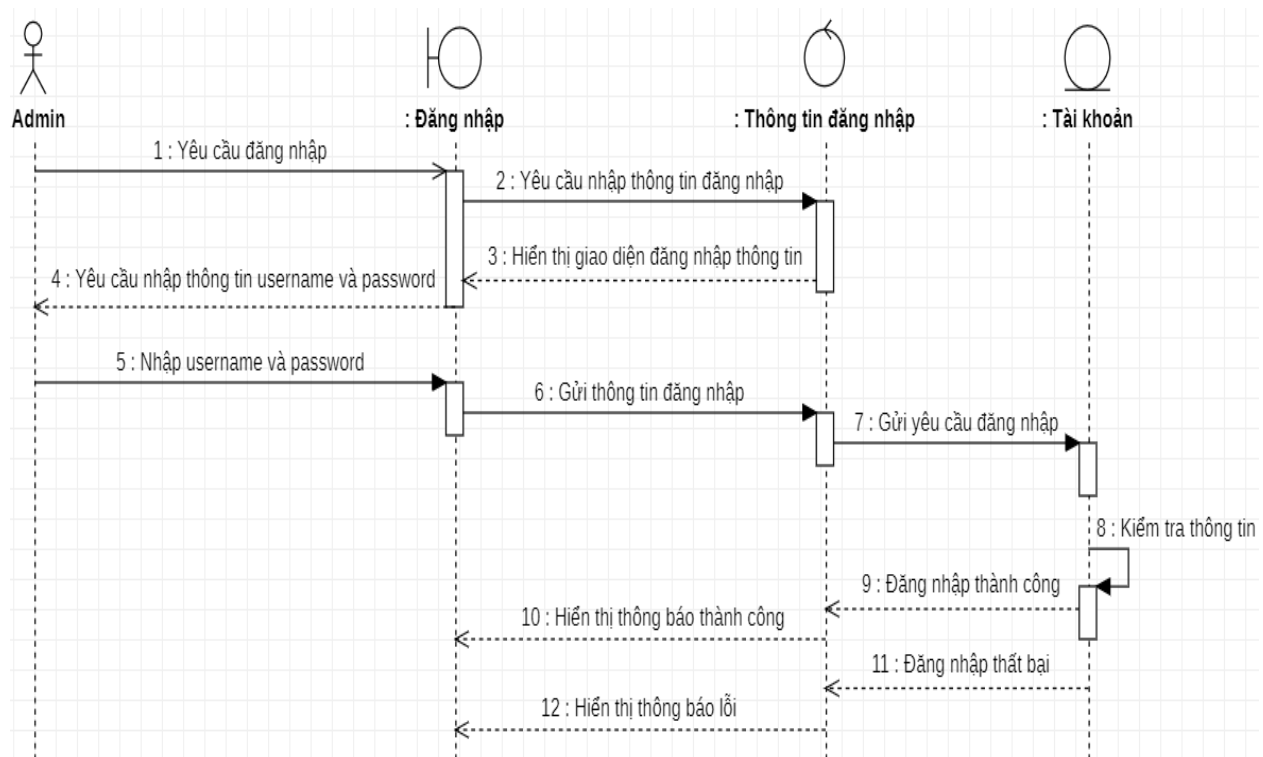 Admin
: Đăng nhập
: Thông tin đăng nhập
: Tài khoản
1 : Yêu cầu đăng nhập
2 : Yêu cầu nhập thông tin đăng nhập
3 : Hiển thị giao diện đăng nhập thông tin
4 : Yêu cầu nhập thông tin username và password
5 : Nhập username và password
6 : Gửi thông tin đăng nhập
7 : Gửi yêu cầu đăng nhập
8 : Kiểm tra thông tin
9 : Đăng nhập thành công
10 : Hiển thị thông báo thành công
11 : Đăng nhập thất bại
12 : Hiển thị thông báo lỗi